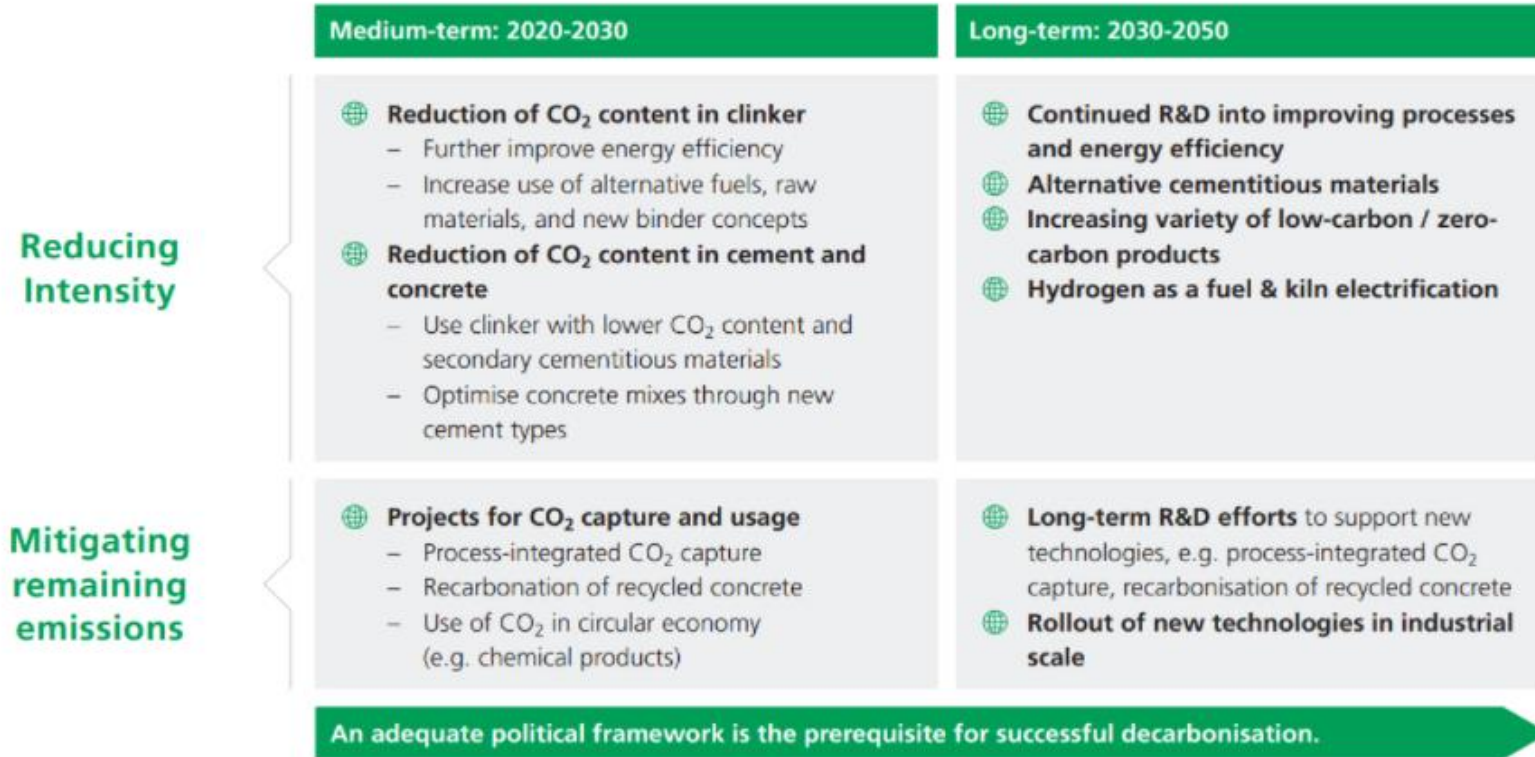 Medium-term: 2020-2030
Long-term: 2030-2050
Reducing
Intensity
Reduction of CO₂ content in clinker
– Further improve energy efficiency
– Increase use of alternative fuels, raw
materials, and new binder concepts
Reduction of CO₂ content in cement and
concrete
– Use clinker with lower CO₂ content and
secondary cementitious materials
– Optimise concrete mixes through new
cement types
Continued R&D into improving processes
and energy efficiency
Alternative cementitious materials
Increasing variety of low-carbon / zero-
carbon products
Hydrogen as a fuel & kiln electrification
Mitigating
remaining
emissions
Projects for CO₂ capture and usage
– Process-integrated CO₂ capture
– Recarbonation of recycled concrete
– Use of CO₂ in circular economy
(e.g. chemical products)
Long-term R&D efforts to support new
technologies, e.g. process-integrated CO₂
capture, recarbonisation of recycled concrete
Rollout of new technologies in industrial
scale
An adequate political framework is the prerequisite for successful decarbonisation.